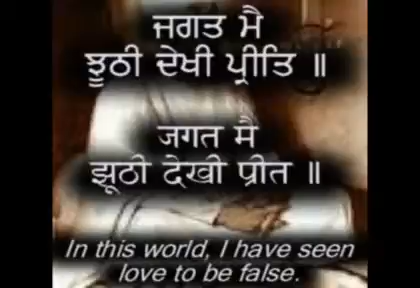 ਜਗਤ ਮੈ
ਝੂਠੀ ਦੇਖੀ ਪ੍ਰੀਤਿ ॥
जगत मै
झूठी देखी प्रीत ॥
In this world, I have seen
love to be false.